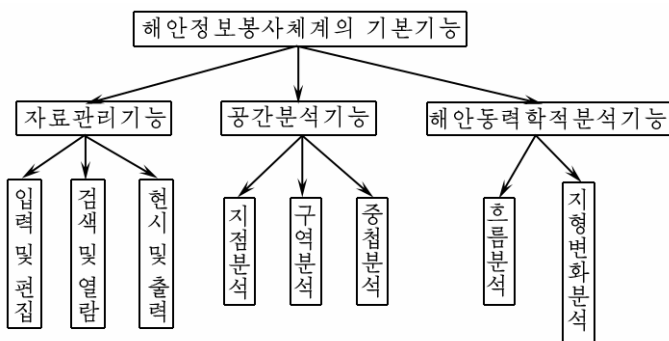 해안정보봉사체계의 기본기능
자료관리기능
공간분석기능
해안동력학적분석기능
입력 및 편집
검색 및 열람
현시 및 출력
지점분석
구역분석
중첩분석
흐름분석
지형변화분석